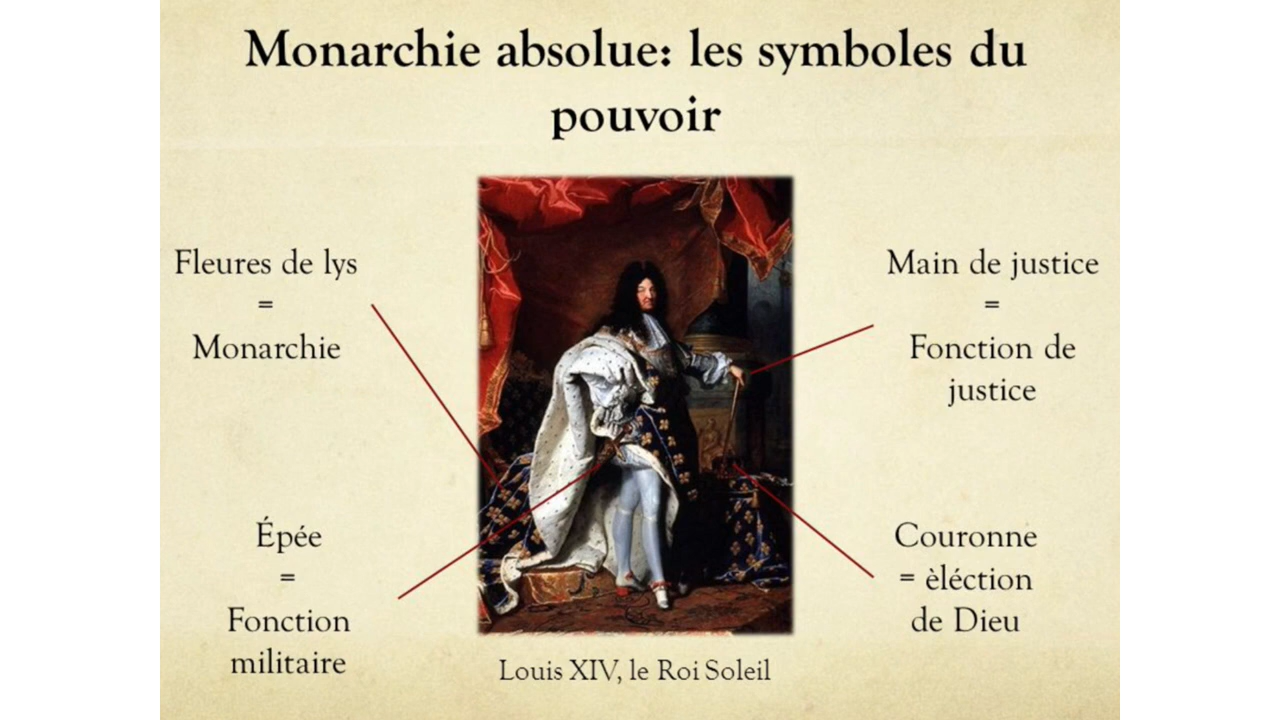 Monarchie absolue: les symboles du
pouvoir
Fleures de lys
=
Monarchie
Main de justice
=
Fonction de
justice
Épée
=
Fonction
militaire
Couronne
= èléction
de Dieu
Louis XIV, le Roi Soleil